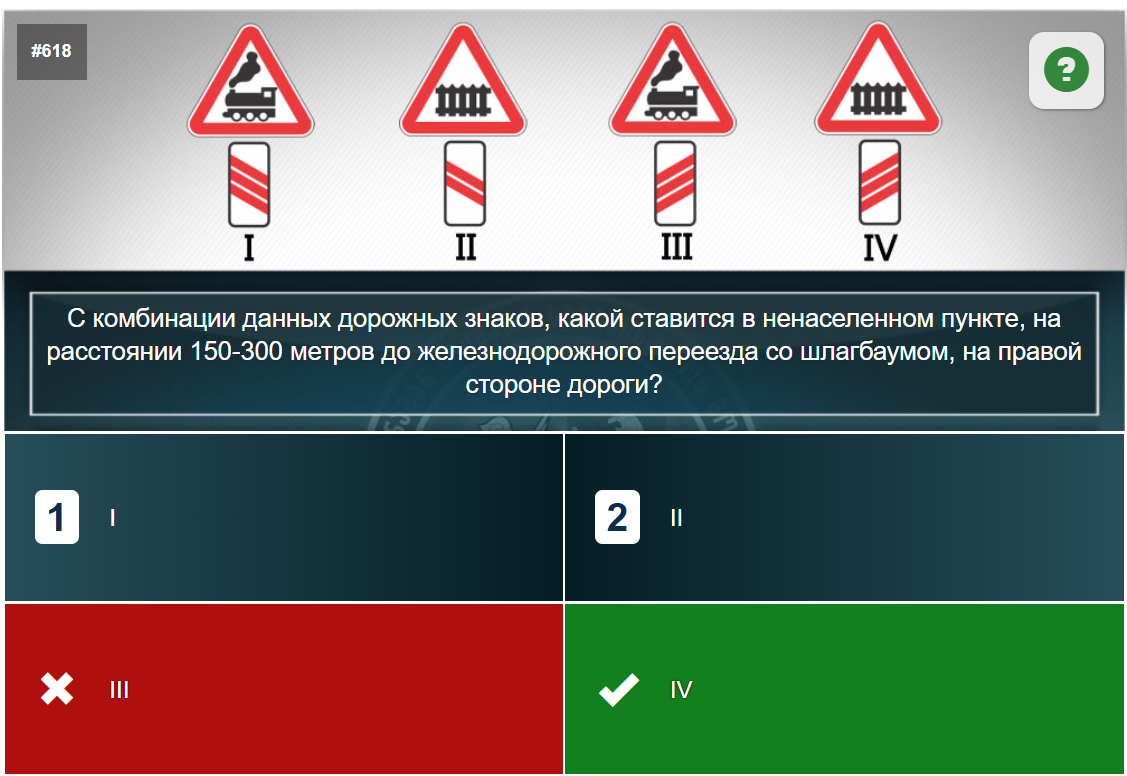 #618
?
I
II
III
IV
С комбинации данных дорожных знаков, какой ставится в ненаселенном пункте, на
расстоянии 150-300 метров до железнодорожного переезда со шлагбаумом, на правой
стороне дороги?
1 I
2 II
III
IV